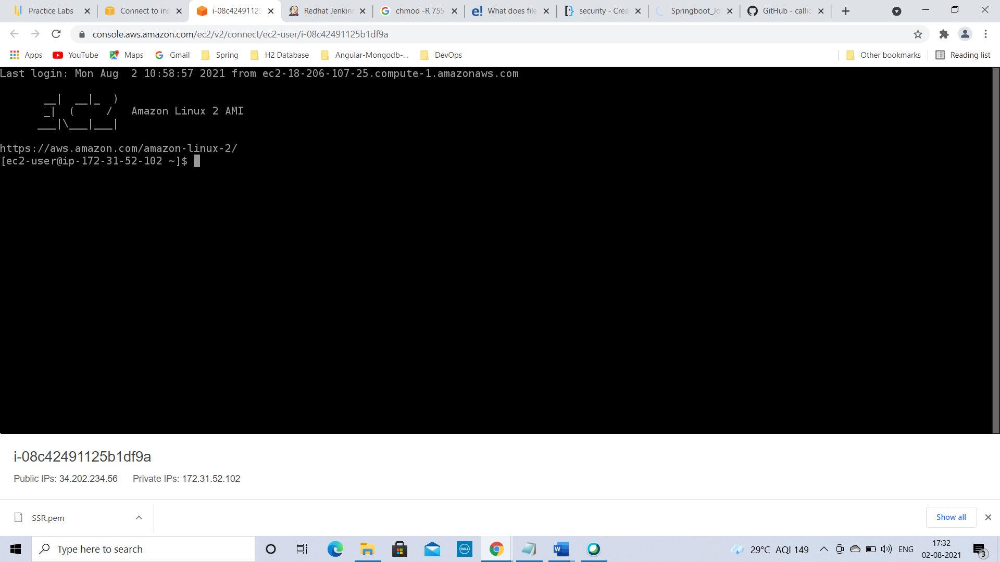 Practice Labs
Connect to ins
i-08c42491125
Redhat Jenkins
chmod -R 755
What does file
security - Crea
Springboot_Jo
GitHub - callic
console.aws.amazon.com/ec2/v2/connect/ec2-user/i-08c42491125b1df9a
Apps YouTube Maps Gmail Spring H2 Database Angular-Mongodb-... DevOps Other bookmarks Reading list
Last login: Mon Aug  2 10:58:57 2021 from ec2-18-206-107-25.compute-1.amazonaws.com
       __|  __|_  )
       _|  (     /   Amazon Linux 2 AMI
      ___|\___|___|
https://aws.amazon.com/amazon-linux-2/
[ec2-user@ip-172-31-52-102 ~]$
i-08c42491125b1df9a
Public IPs: 34.202.234.56 Private IPs: 172.31.52.102
SSR.pem
Show all
Type here to search
DELL
W
29°C AQI 149
ENG
17:32
02-08-2021
3